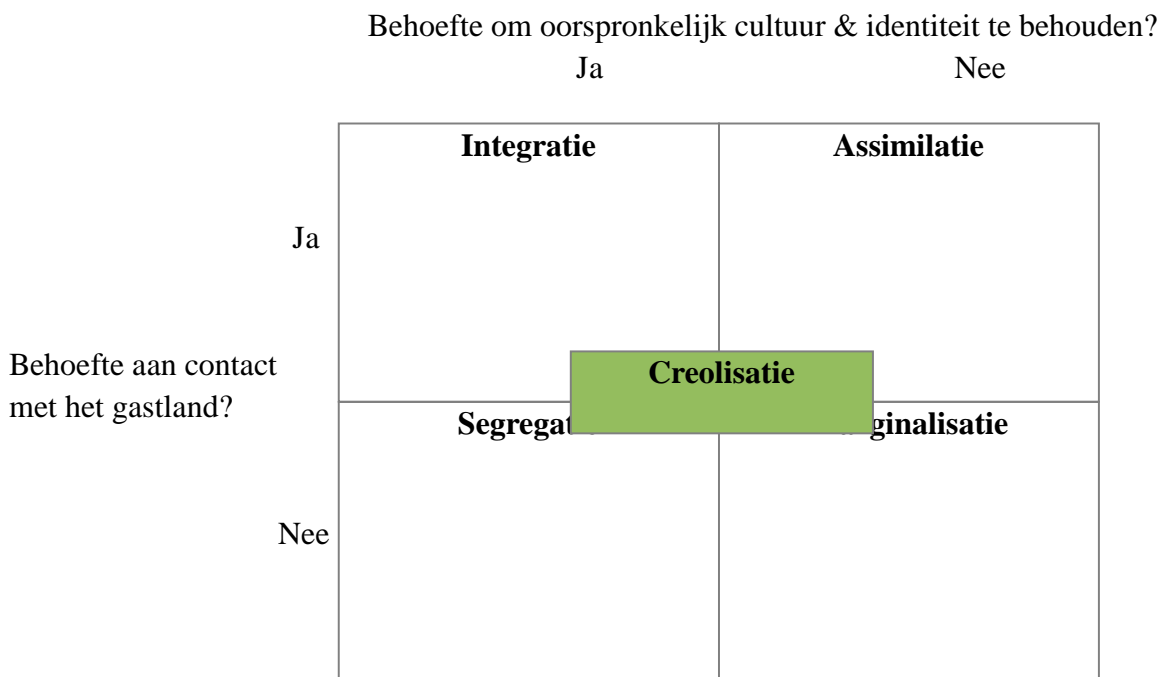 Behoefte om oorspronkelijk cultuur & identiteit te behouden?
Ja Nee
Integratie Assimilatie
Ja
Behoefte aan contact
met het gastland?
Creolisatie
Nee